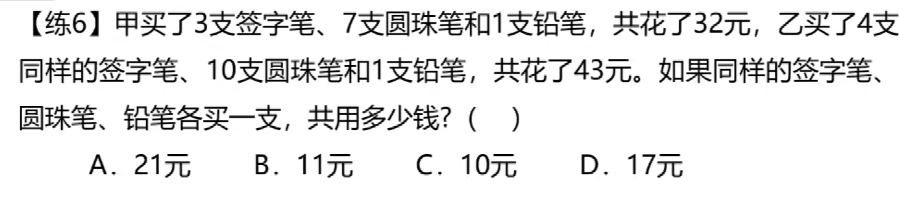 【练6】甲买了3支签字笔、7支圆珠笔和1支铅笔，共花了32元，乙买了4支
同样的签字笔、10支圆珠笔和1支铅笔，共花了43元。如果同样的签字笔、
圆珠笔、铅笔各买一支，共用多少钱?（ ）
A．21元 B．11元 C．10元 D．17元